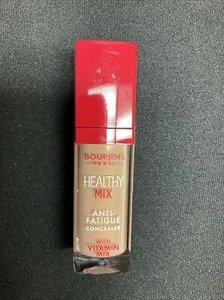 BOURJOIS
PARIS
HEALTHY
MIX
ANTI-
FATIGUE
CONCEALER
WITH
VITAMIN
MIX